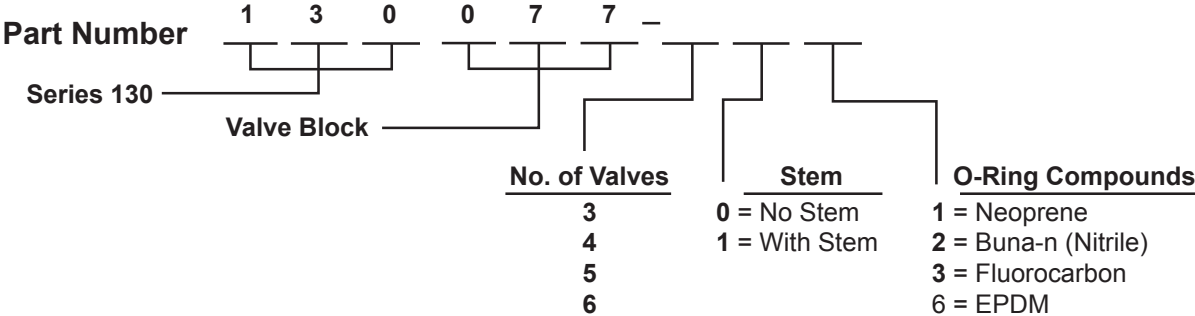 Part Number 1 3 0 0 7 7 _
Series 130
Valve Block
No. of Valves Stem O-Ring Compounds
3 0 = No Stem 1 = Neoprene
4 1 = With Stem 2 = Buna-n (Nitrile)
5 3 = Fluorocarbon
6 6 = EPDM